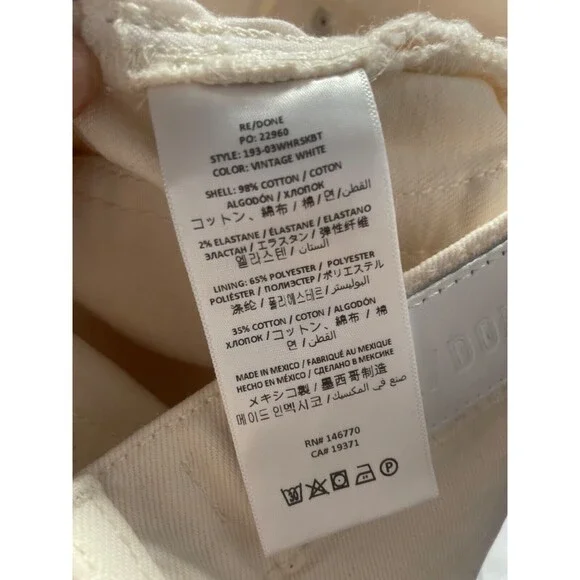 RE/DONE
PO: 22960
STYLE: 193-03WHRSKBT
COLOR: VINTAGE WHITE
SHELL: 98% COTTON / COTON
ALGODÓN / ХЛОПОК
コットン、綿布 / 棉 / 면 / القطن
2% ELASTANE / ÉLASTANE / ELASTANO
ЭЛАСТАН / エラスタン / 弹性纤维
엘라스텐 / الستان
LINING: 65% POLYESTER / POLYESTER
POLIÉSTER / ПОЛИЭСТЕР / ポリエステル
涤纶 / 폴리에스테르 / البوليستر
35% COTTON / COTON / ALGODÓN
ХЛОПОК / コットン、綿布 / 棉
면 / القطن
MADE IN MEXICO / FABRIQUÉ AU MEXIQUE
HECHO EN MÉXICO / СДЕЛАНО В МЕКСИКЕ
メキシコ製 / 墨西哥制造
메이드 인 멕시코 / صنع في المكسيك
RN# 146770
CA# 19371
30 P
DO